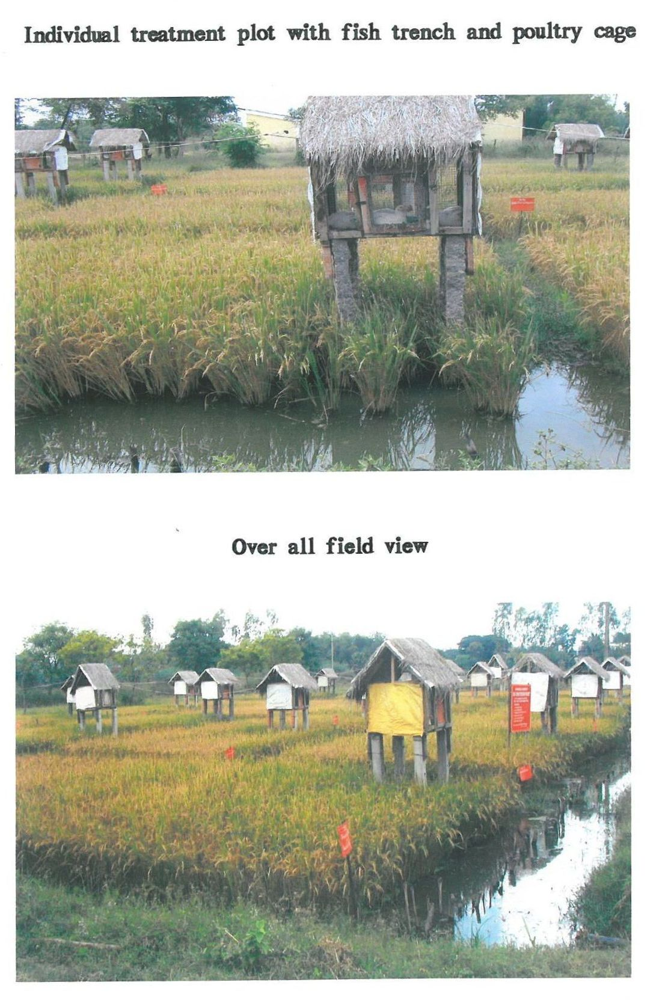 Individual treatment plot with fish trench and poultry cage
Over all field view